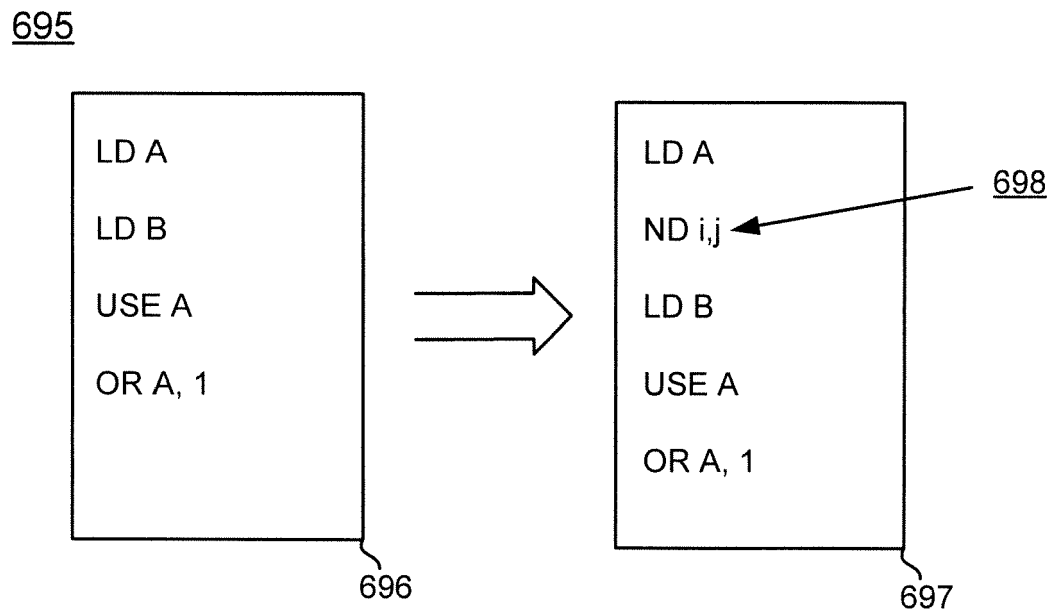 695
LD A
LD B
USE A
OR A, 1
696
LD A
ND i,j
LD B
USE A
OR A, 1
697
698